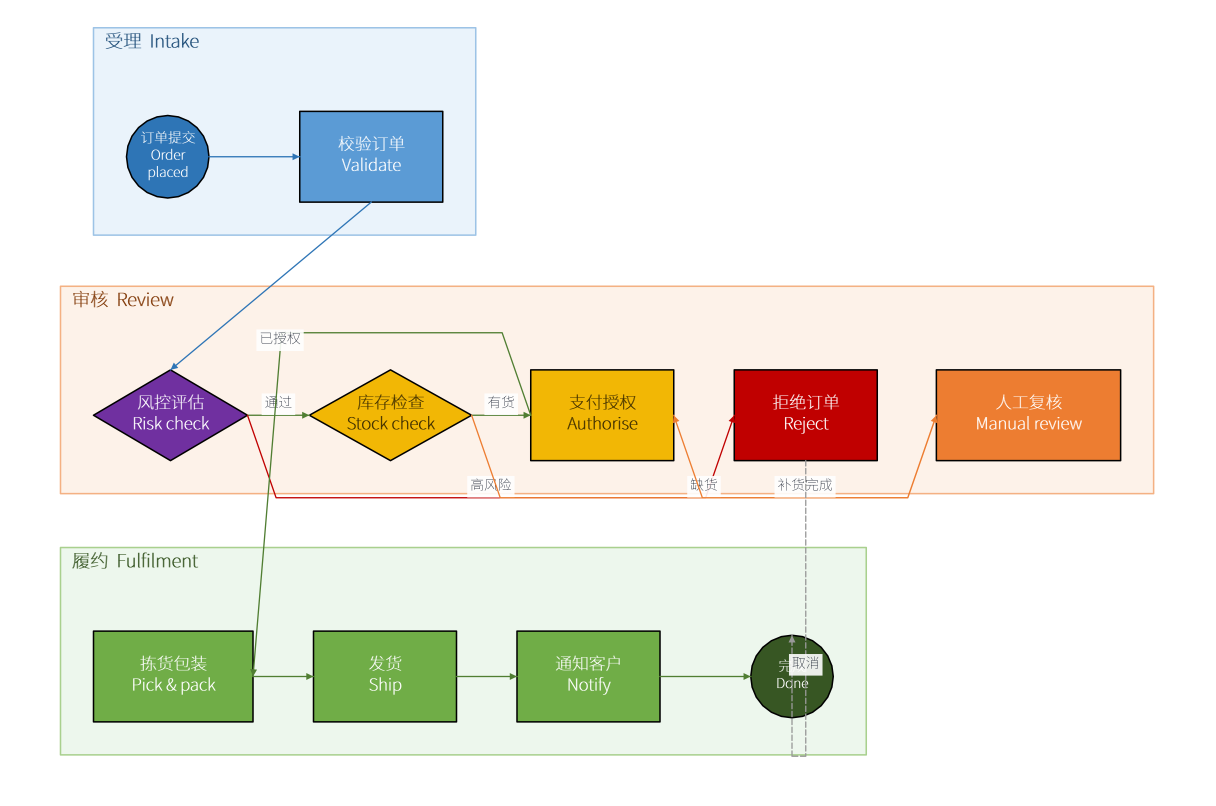 受理 Intake
订单提交
Order
placed
校验订单
Validate
审核 Review
已授权
风控评估
Risk check
通过
库存检查
Stock check
有货
支付授权
Authorise
拒绝订单
Reject
人工复核
Manual review
高风险
缺货
补货完成
履约 Fulfilment
拣货包装
Pick & pack
发货
Ship
通知客户
Notify
完
取消
Done